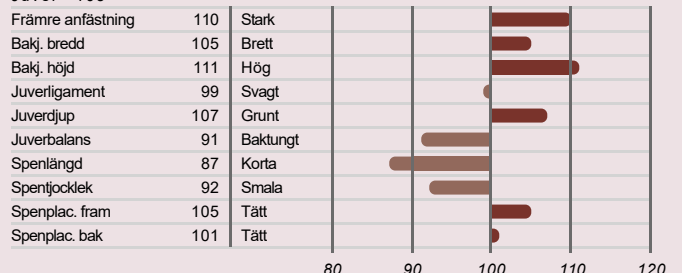 Främre anfästning 110 Stark
Bakj. bredd 105 Brett
Bakj. höjd 111 Hög
Juverligament 99 Svagt
Juverdjup 107 Grunt
Juverbalans 91 Baktungt
Spenlängd 87 Korta
Spentjocklek 92 Smala
Spenplac. fram 105 Tätt
Spenplac. bak 101 Tätt
80 90 100 110 120